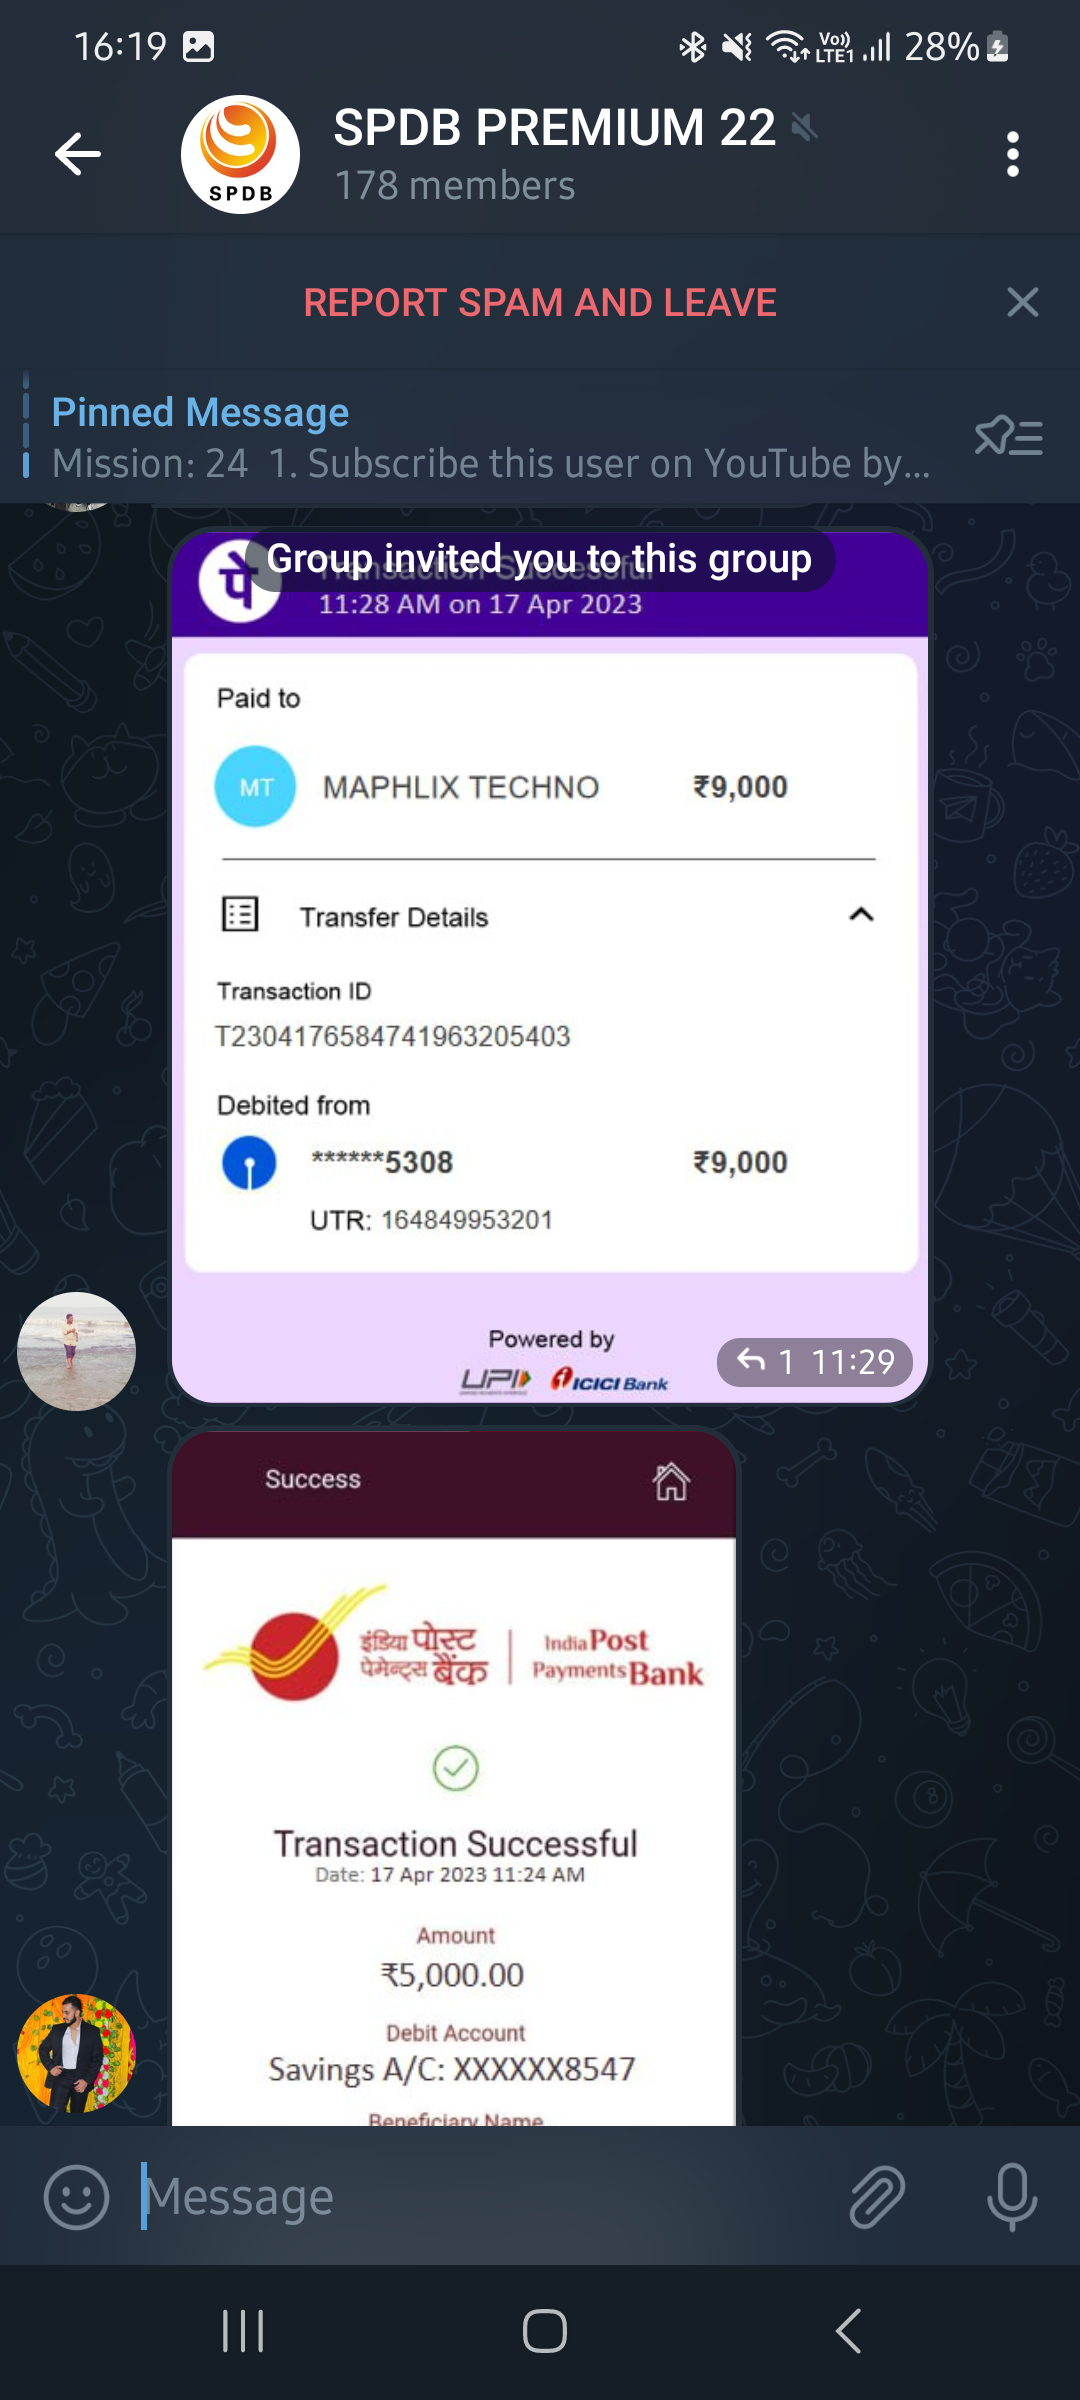 16:19
Vo)) LTE1 28%
SPDB
SPDB PREMIUM 22
178 members
REPORT SPAM AND LEAVE
Pinned Message
Mission: 24 1. Subscribe this user on YouTube by...
Group invited you to this group
पे Transaction Successful
11:28 AM on 17 Apr 2023
Paid to
MT MAPHLIX TECHNO ₹9,000
Transfer Details
Transaction ID
T2304176584741963205403
Debited from
******5308 ₹9,000
UTR: 164849953201
Powered by
UPI ICICI Bank
1 11:29
Success
इंडिया पोस्ट
पेमेन्ट्स बैंक
India Post
Payments Bank
Transaction Successful
Date: 17 Apr 2023 11:24 AM
Amount
₹5,000.00
Debit Account
Savings A/C: XXXXXX8547
Beneficiary Name
Message